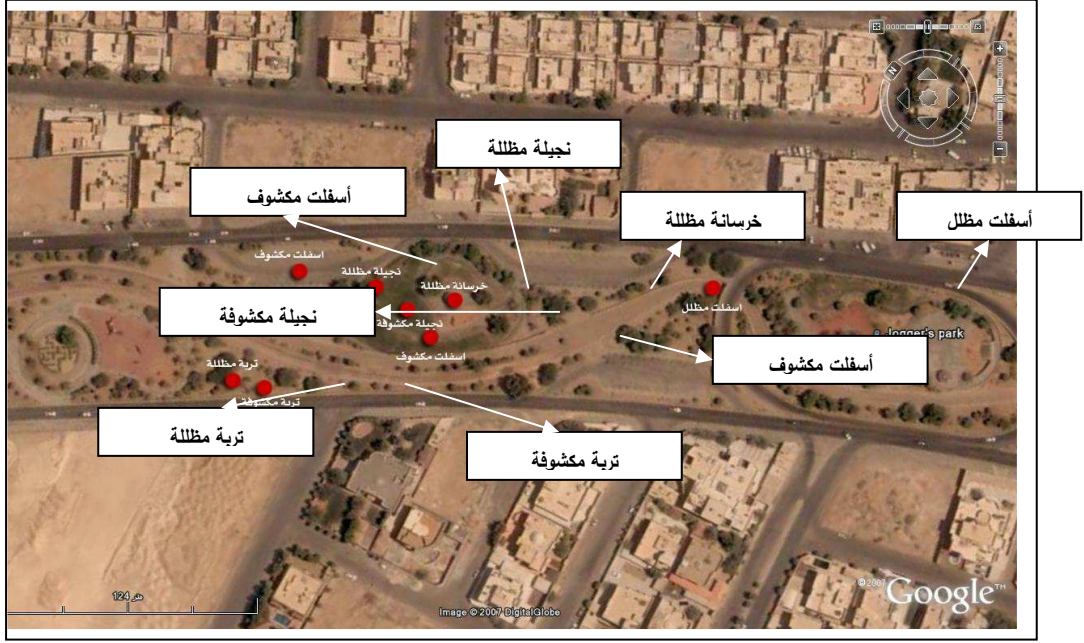 نجيلة مظللة
أسفلت مكشوف
خرسانة مظللة
أسفلت مظلل
اسفلت مكشوف
نجيلة مظللة
خرسانة مظللة
اسفلت مظلل
نجيلة مكشوفة
نجيلة مكشوفة
Jogger's park
اسفلت مكشوف
أسفلت مكشوف
تربة مظللة
تربة مكشوفة
تربة مظللة
تربة مكشوفة
124 متر
Image © 2007 DigitalGlobe
© 2007 Google™
N